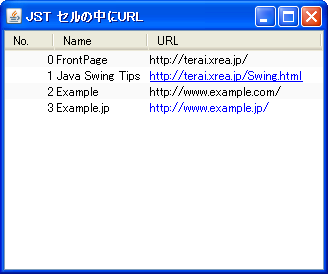 JST セルの中にURL
No. Name URL
0 FrontPage http://terai.xrea.jp/
1 Java Swing Tips http://terai.xrea.jp/Swing.html
2 Example http://www.example.com/
3 Example.jp http://www.example.jp/